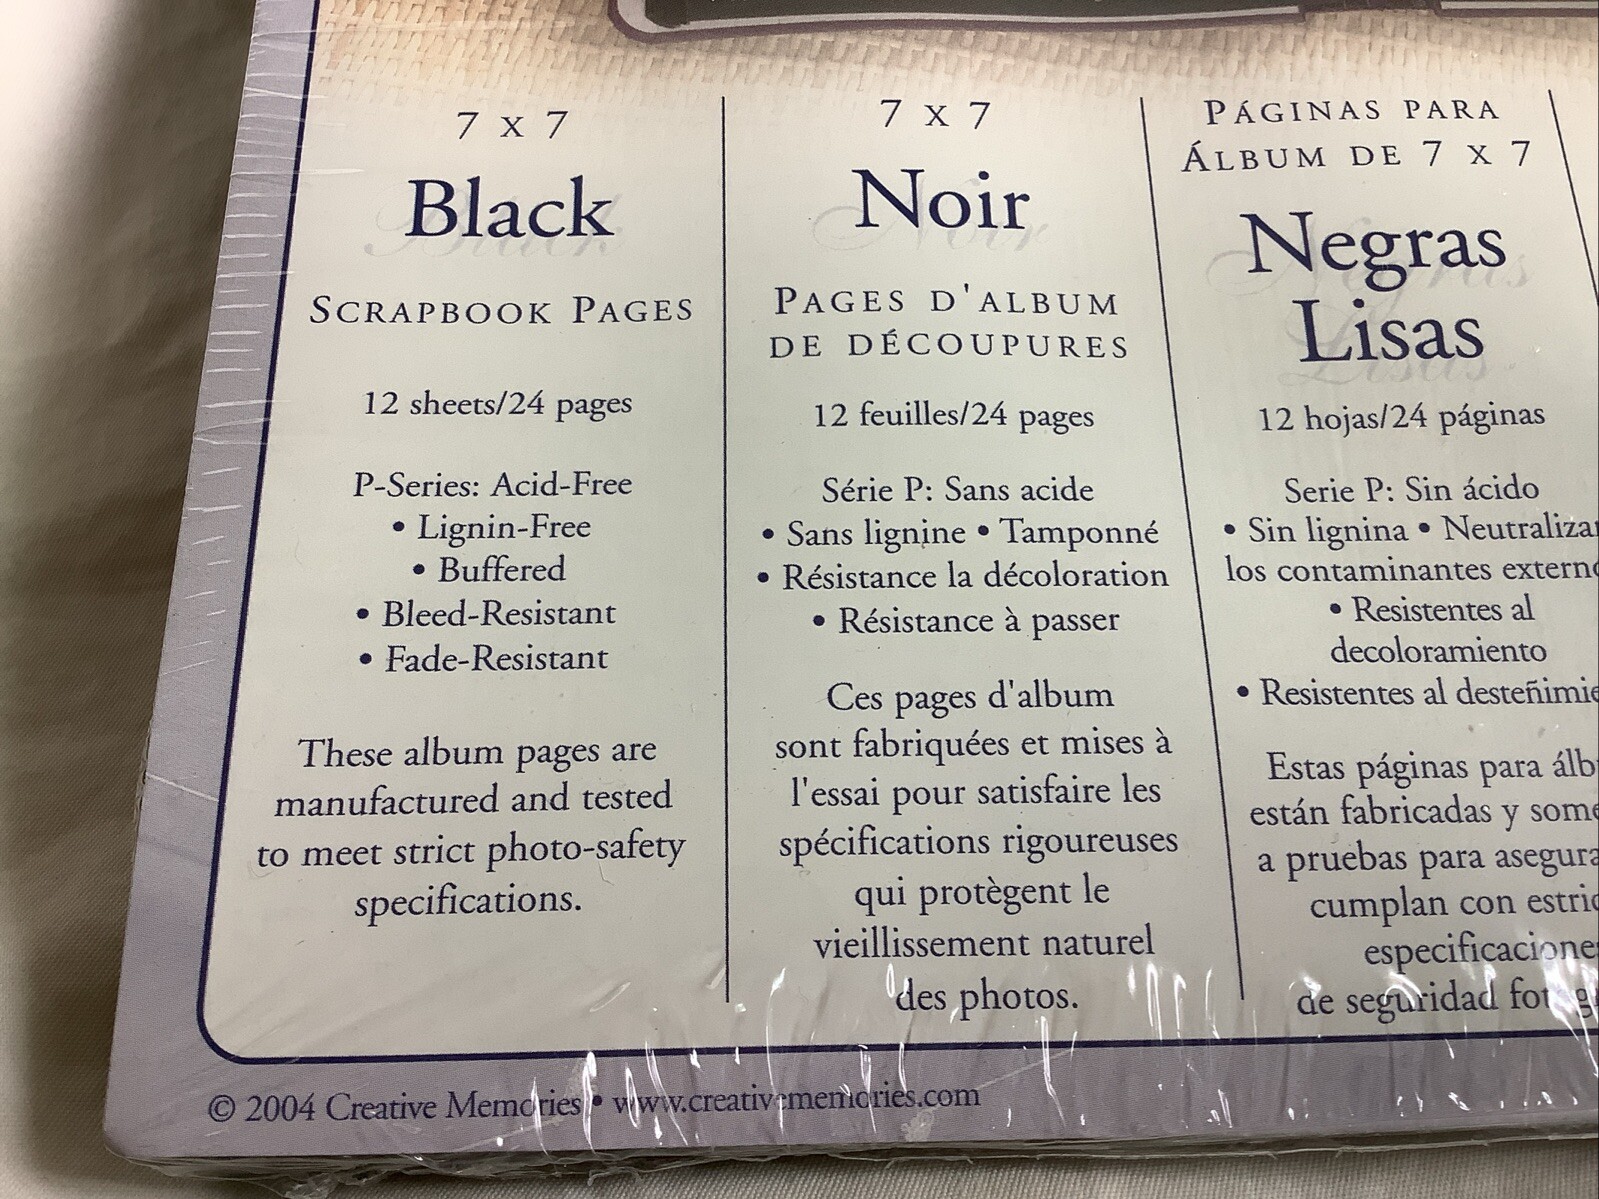 7 x 7
Black
Scrapbook Pages
12 sheets/24 pages
P-Series: Acid-Free
• Lignin-Free
• Buffered
• Bleed-Resistant
• Fade-Resistant
These album pages are
manufactured and tested
to meet strict photo-safety
specifications.
7 x 7
Noir
Pages d'album
de découpures
12 feuilles/24 pages
Série P: Sans acide
• Sans lignine • Tamponné
• Résistance la décoloration
• Résistance à passer
Ces pages d'album
sont fabriquées et mises à
l'essai pour satisfaire les
spécifications rigoureuses
qui protègent le
vieillissement naturel
des photos.
Páginas para
Álbum de 7 x 7
Negras
Lisas
12 hojas/24 páginas
Serie P: Sin ácido
• Sin lignina •
los contaminantes
• Resistentes al
decoloramiento
• Resistentes al
Estas páginas para
están fabricadas y
a pruebas para
cumplan con
de seguridad
© 2004 Creative Memories • www.creativememories.com